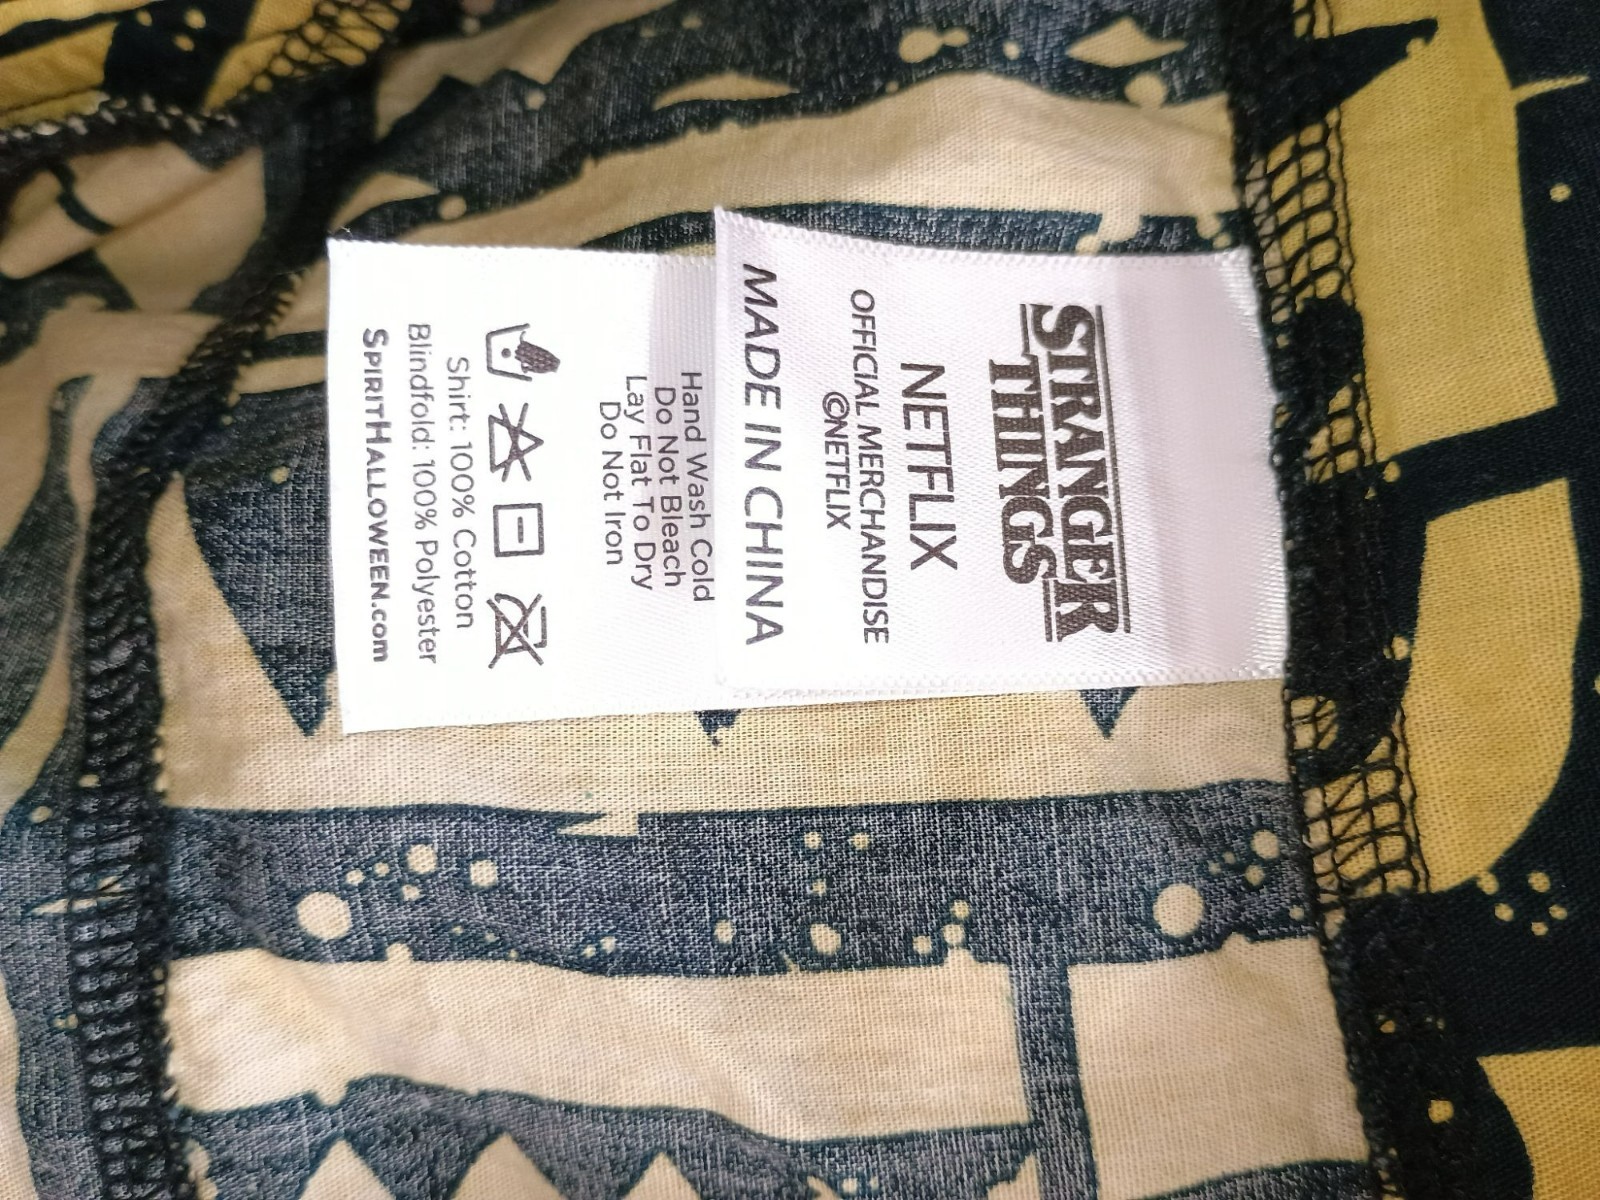 STRANGER
THINGS
NETFLIX
OFFICIAL MERCHANDISE
©NETFLIX
MADE IN CHINA
Hand Wash Cold
Do Not Bleach
Lay Flat To Dry
Do Not Iron
Shirt: 100% Cotton
Blindfold: 100% Polyester
SPIRITHALLOWEEN.com